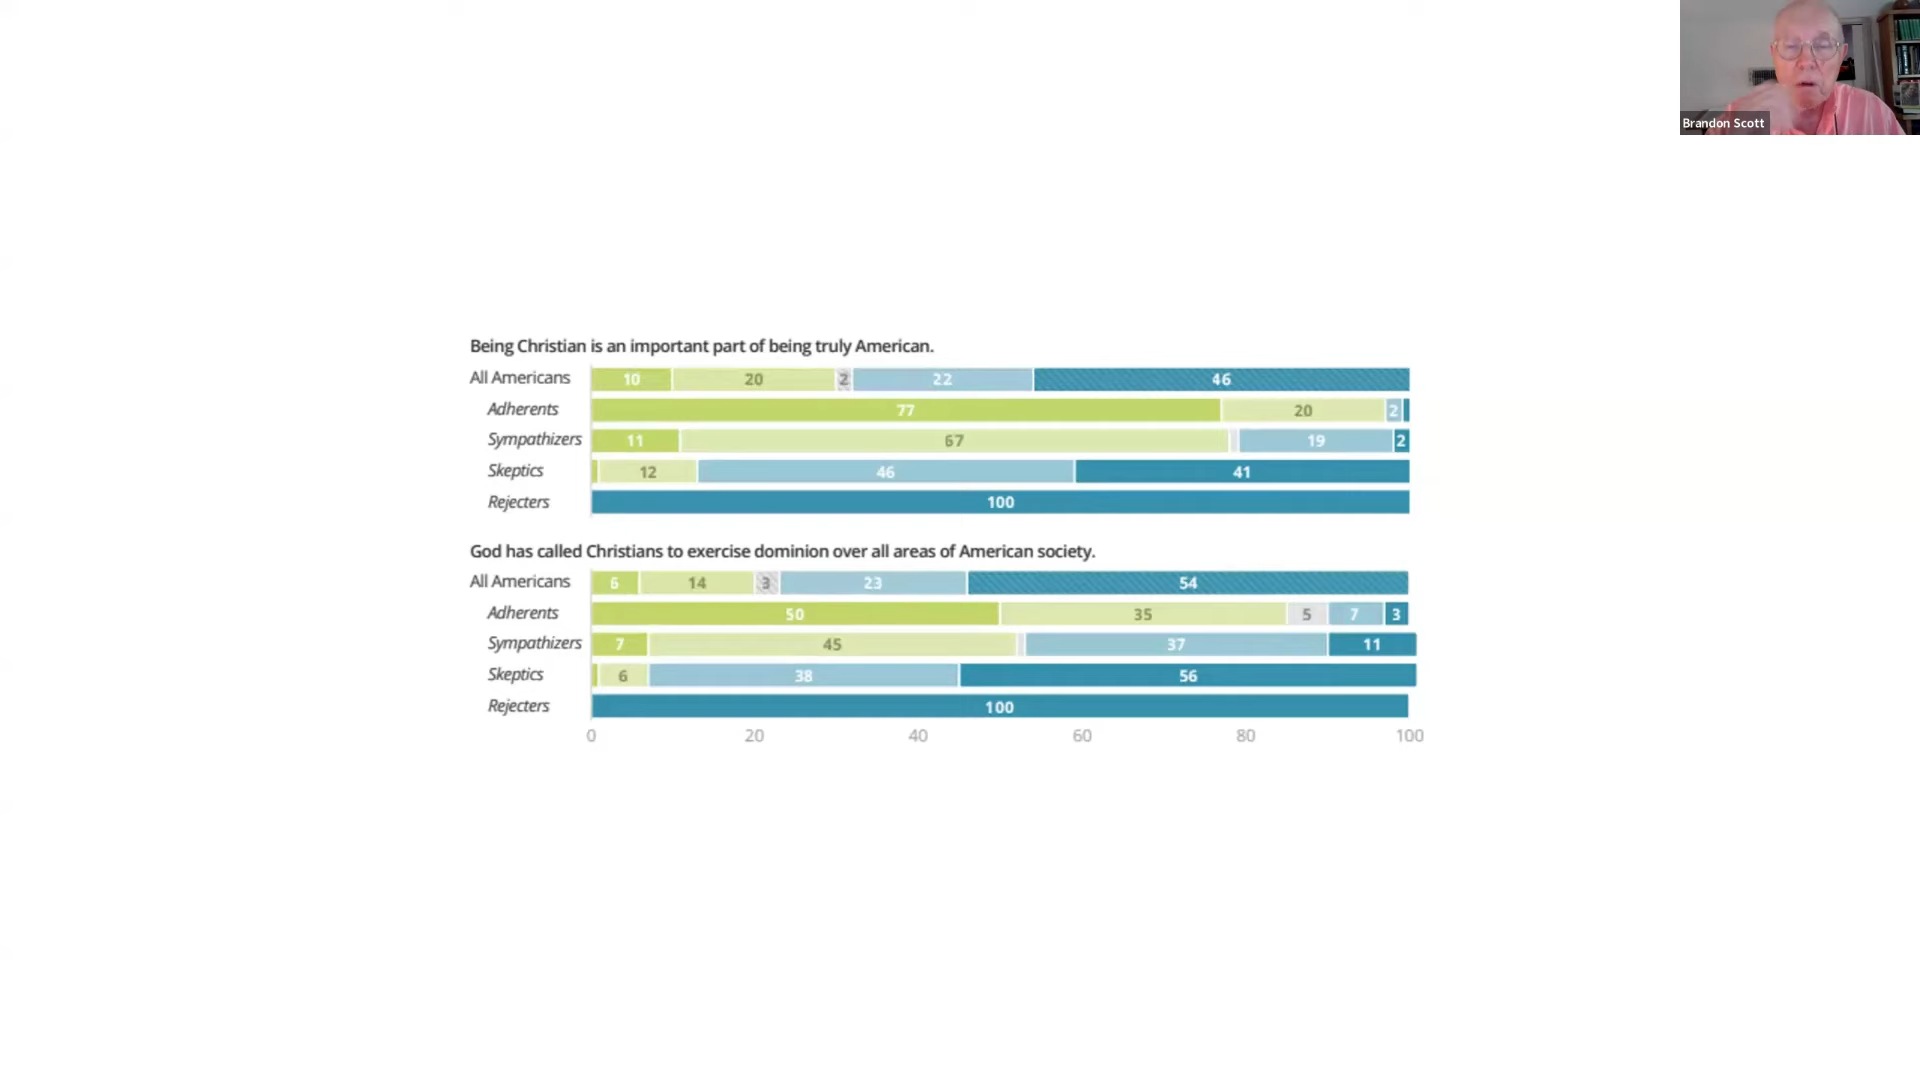 Brandon Scott
Being Christian is an important part of being truly American.
All Americans 10 20 2 22 46
Adherents 77 20 2
Sympathizers 11 67 19 2
Skeptics 12 46 41
Rejecters 100
God has called Christians to exercise dominion over all areas of American society.
All Americans 6 14 3 23 54
Adherents 50 35 5 7 3
Sympathizers 7 45 37 11
Skeptics 6 38 56
Rejecters 100
0 20 40 60 80 100